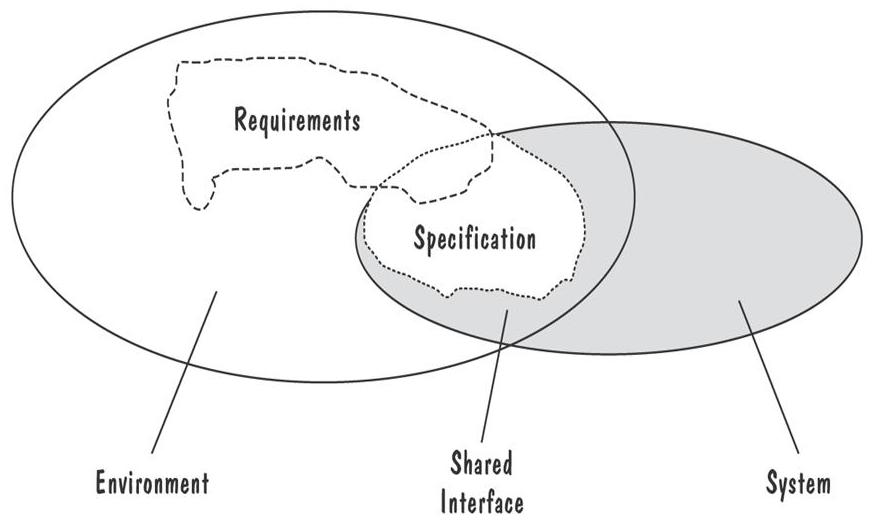 Requirements
Specification
Environment
Shared
Interface
System